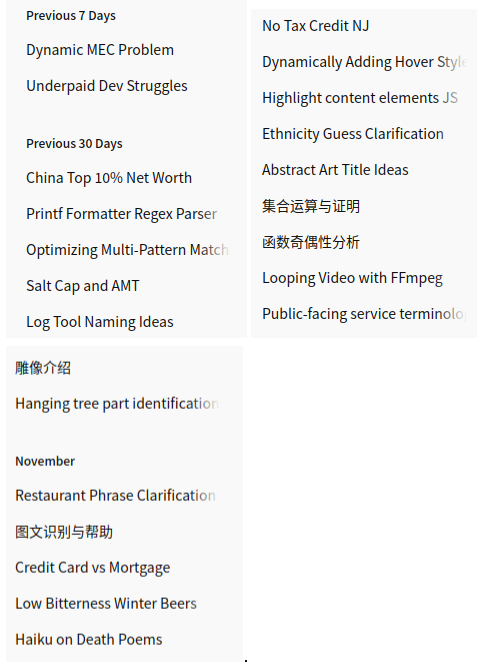 Previous 7 Days
Dynamic MEC Problem
Underpaid Dev Struggles
Previous 30 Days
China Top 10% Net Worth
Printf Formatter Regex Parser
Optimizing Multi-Pattern Match
Salt Cap and AMT
Log Tool Naming Ideas
No Tax Credit NJ
Dynamically Adding Hover Style
Highlight content elements JS
Ethnicity Guess Clarification
Abstract Art Title Ideas
集合运算与证明
函数奇偶性分析
Looping Video with FFmpeg
Public-facing service terminolo
雕像介绍
Hanging tree part identification
November
Restaurant Phrase Clarification
图文识别与帮助
Credit Card vs Mortgage
Low Bitterness Winter Beers
Haiku on Death Poems